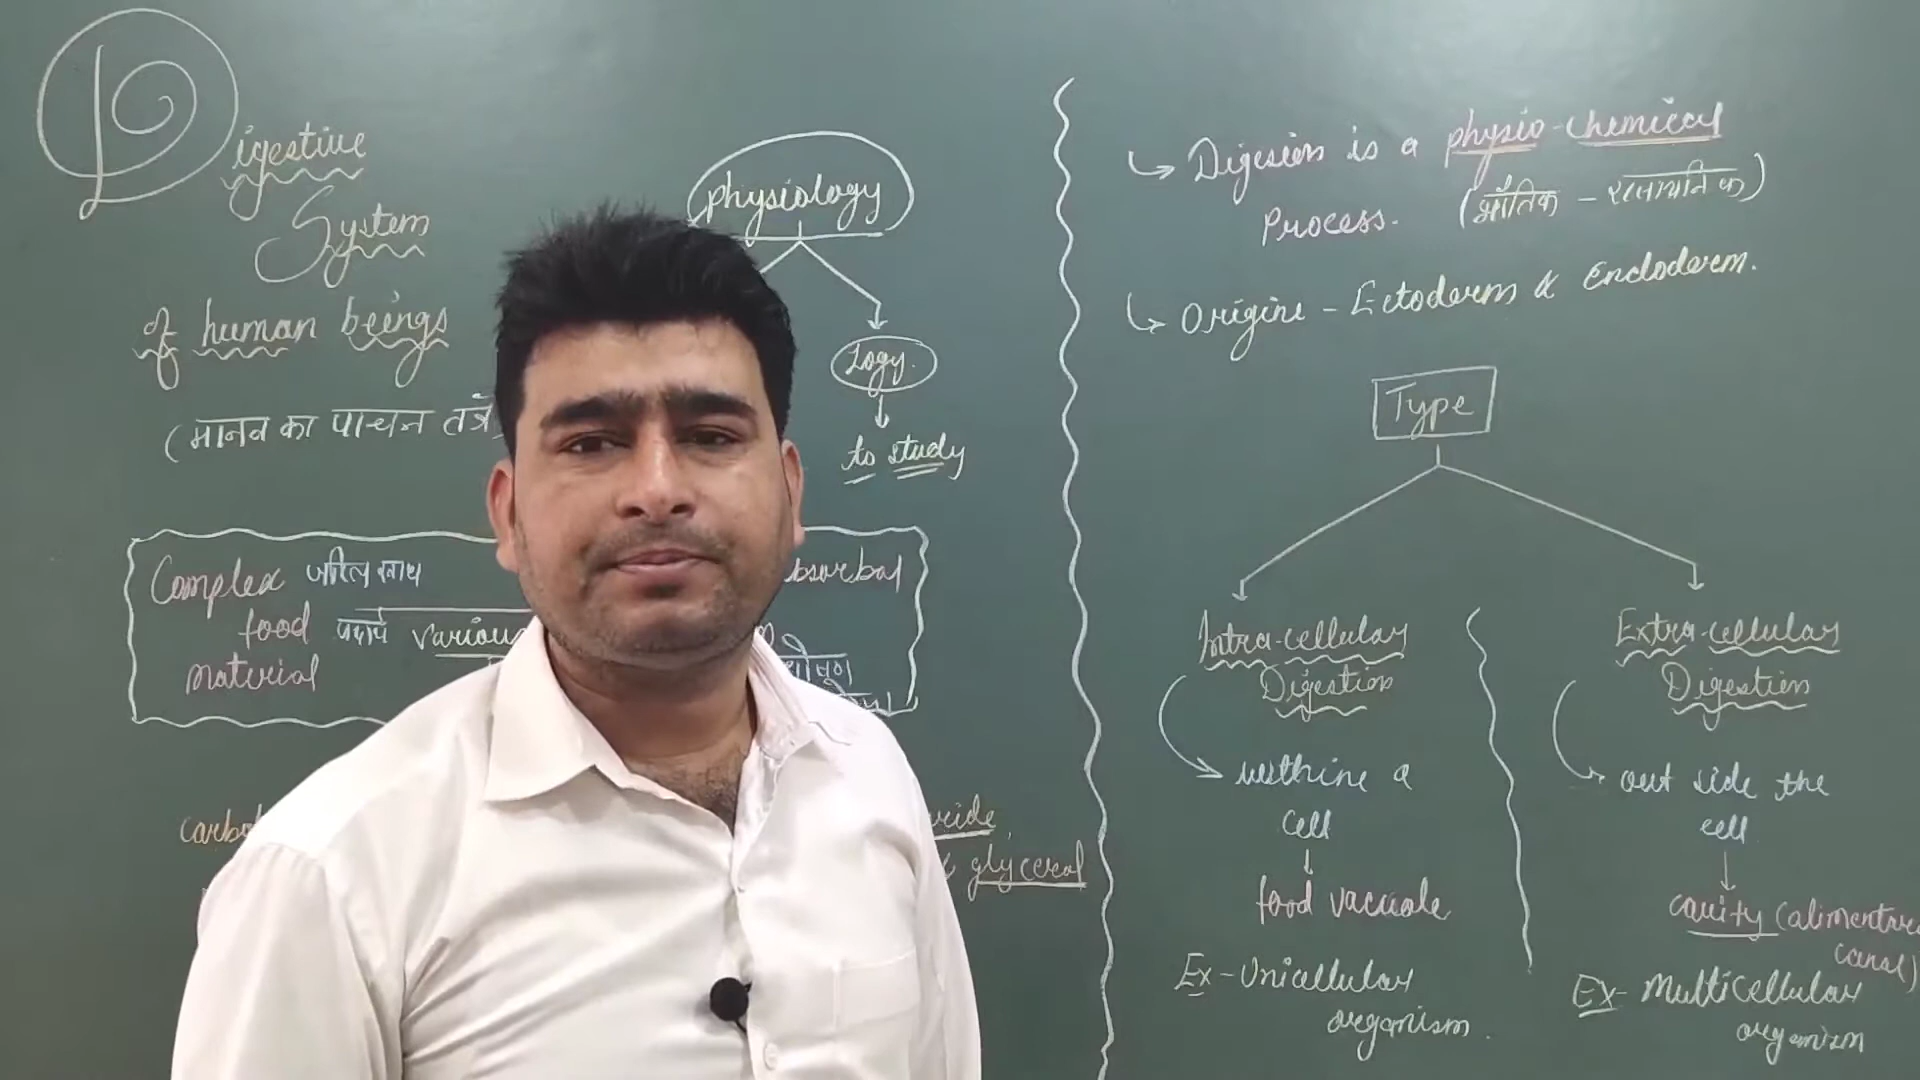 Digestive
System
of human beings
(मानव का पाचन तंत्र
Physiology
Logy.
to study
Complex जटिल खाद्य
food पदार्थ various
material
glycerol
Digesion is a physio-chemical
Process. (भौतिक - रासायनिक)
Origine - Ectoderm & Endoderm.
Type
Intra-cellular
Digestion
withine a
cell
food vacuole
Ex-Unicellular
organism.
Extra-cellular
Digestion
out side the
cell
cavity (alimentary
canal)
Ex- Multicellular
organism